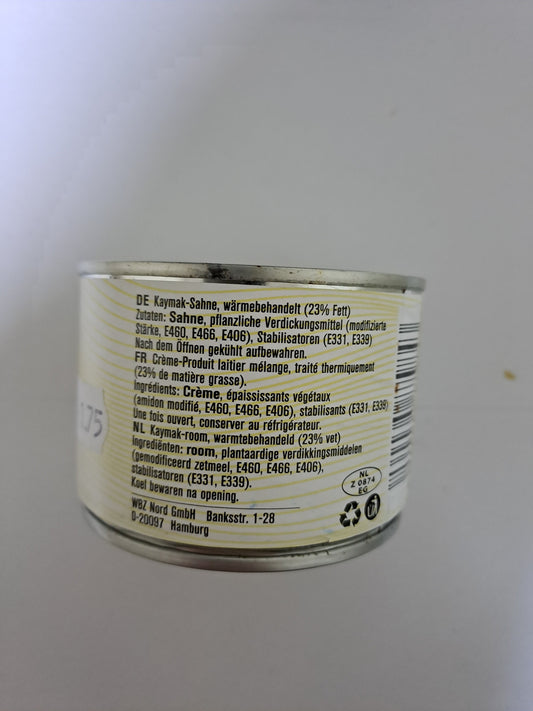 DE Kaymak-Sahne, wärmebehandelt (23% Fett)
Zutaten: Sahne, pflanzliche Verdickungsmittel (modifizierte
Stärke, E460, E466, E406), Stabilisatoren (E331, E339)
Nach dem Öffnen gekühlt aufbewahren.
FR Crème-Produit laitier mélange, traité thermiquement
(23% de matière grasse).
Ingrédients: Crème, épaississants végétaux
(amidon modifié, E460, E466, E406), stabilisants (E331, E339)
Une fois ouvert, conserver au réfrigérateur.
NL Kaymak-room, warmtebehandeld (23% vet)
Ingrediënten: room, plantaardige verdikkingsmiddelen
(gemodificeerd zetmeel, E460, E466, E406),
stabilisatoren (E331, E339).
Koel bewaren na opening.
WBZ Nord GmbH Banksstr. 1-28
D-20097 Hamburg
NL
Z 0874
EG